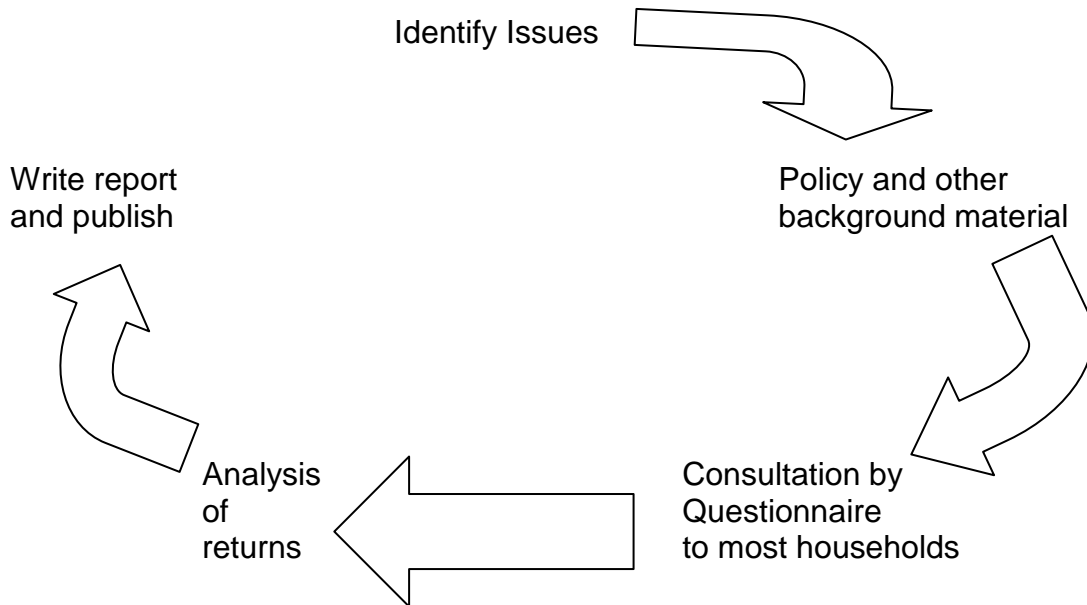 Identify Issues
Policy and other
background material
Consultation by
Questionnaire
to most households
Analysis
of
returns
Write report
and publish